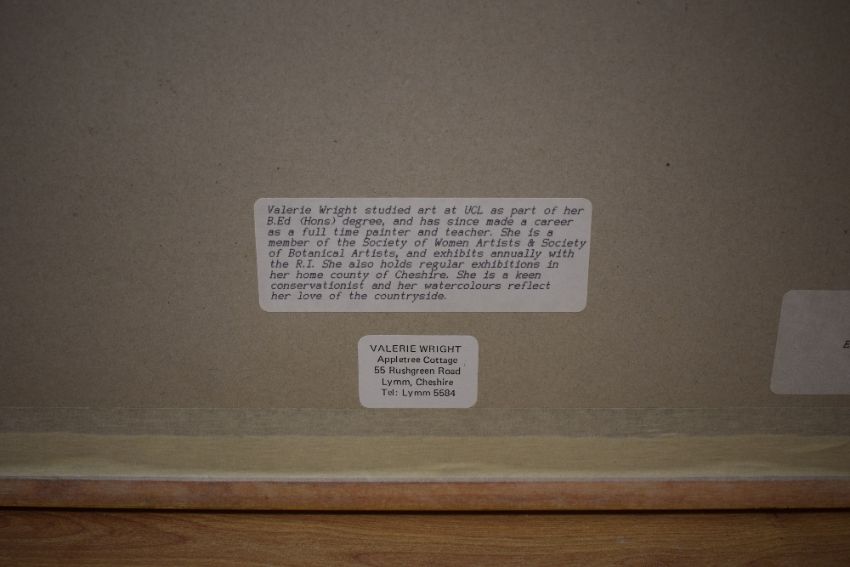 Valerie Wright studied art at UCL as part of her
B.Ed (Hons) degree, and has since made a career
as a full time painter and teacher. She is a
member of the Society of Women Artists & Society
of Botanical Artists, and exhibits annually with
the R.I. She also holds regular exhibitions in
her home county of Cheshire. She is a keen
conservationist and her watercolours reflect
her love of the countryside.
VALERIE WRIGHT
Appletree Cottage
55 Rushgreen Road
Lymm, Cheshire
Tel: Lymm 5584
E